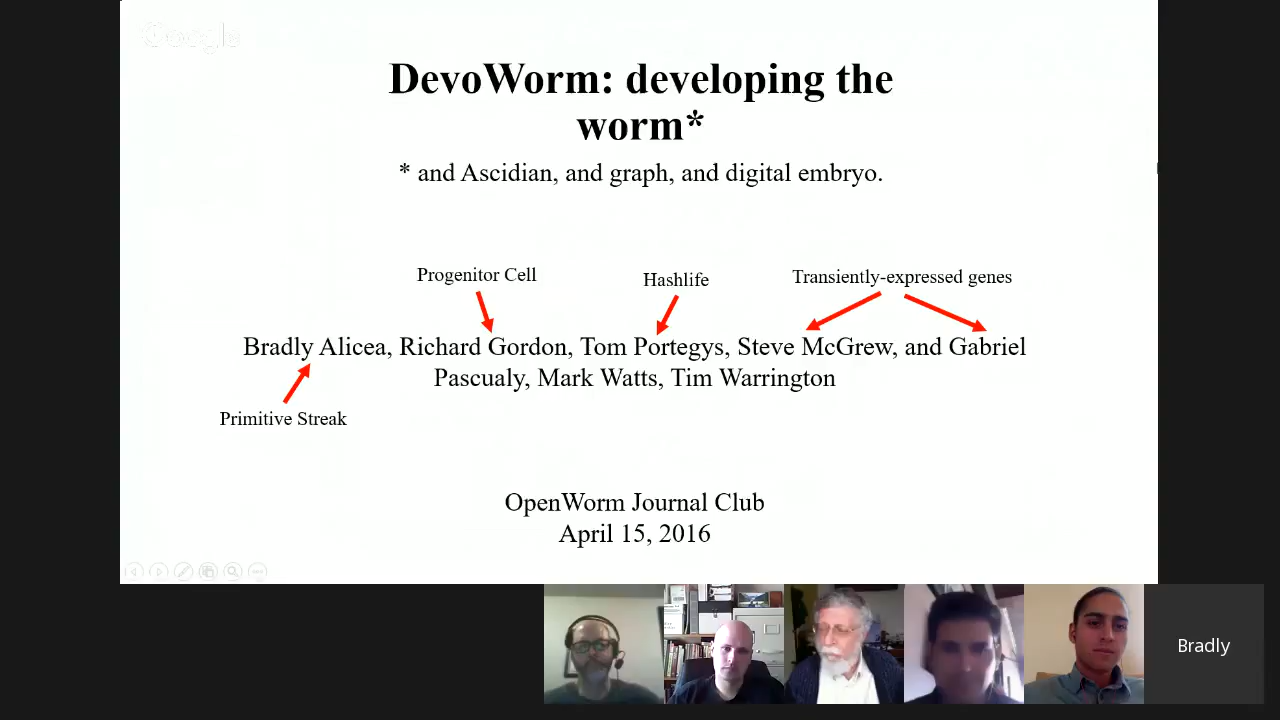 Google
DevoWorm: developing the
worm*
* and Ascidian, and graph, and digital embryo.
Progenitor Cell
Hashlife
Transiently-expressed genes
Bradly Alicea, Richard Gordon, Tom Portegys, Steve McGrew, and Gabriel
Pascualy, Mark Watts, Tim Warrington
Primitive Streak
OpenWorm Journal Club
April 15, 2016
Bradly